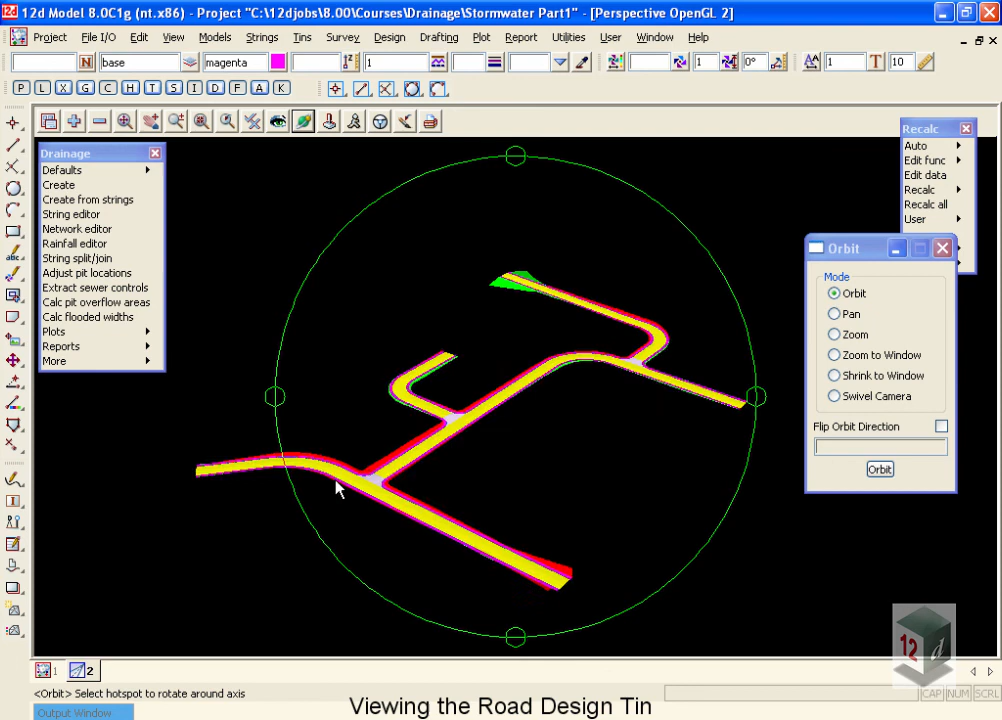 12d Model 8.0C1g (nt.x86) - Project "C:\12djobs\8.00\Courses\Drainage\Stormwater Part1" - [Perspective OpenGL 2]
Project File I/O Edit View Models Strings Tins Survey Design Drafting Plot Report Utilities User Window Help
N base magenta 1 1 0° 1 T 10
P L X G C H T S I D F A K
Drainage
Defaults
Create
Create from strings
String editor
Network editor
Rainfall editor
String split/join
Adjust pit locations
Extract sewer controls
Calc pit overflow areas
Calc flooded widths
Plots
Reports
More
Recalc
Auto
Edit func
Edit data
Recalc
Recalc all
User
Orbit
Mode
Orbit
Pan
Zoom
Zoom to Window
Shrink to Window
Swivel Camera
Flip Orbit Direction
Orbit
abc
12 d
1 2
<Orbit> Select hotspot to rotate around axis
CAP NUM SCRL
Output Window
Viewing the Road Design Tin